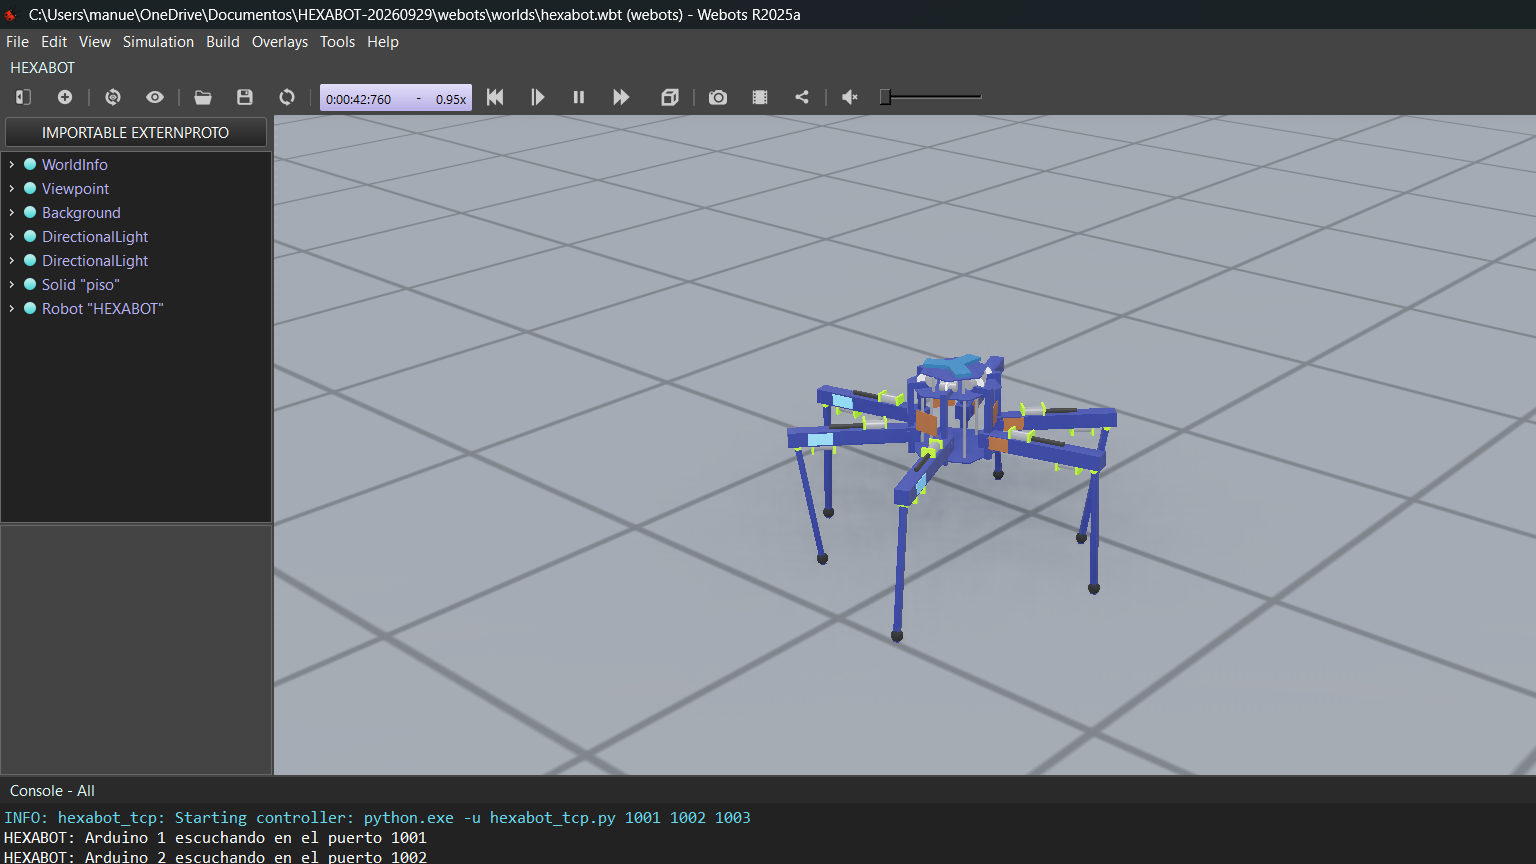 C:\Users\manue\OneDrive\Documentos\HEXABOT-20260929\webots\worlds\hexabot.wbt (webots) - Webots R2025a
File Edit View Simulation Build Overlays Tools Help
HEXABOT
0:00:42:760 - 0.95x
IMPORTABLE EXTERNPROTO
WorldInfo
Viewpoint
Background
DirectionalLight
DirectionalLight
Solid "piso"
Robot "HEXABOT"
Console - All
INFO: hexabot_tcp: Starting controller: python.exe -u hexabot_tcp.py 1001 1002 1003
HEXABOT: Arduino 1 escuchando en el puerto 1001
HEXABOT: Arduino 2 escuchando en el puerto 1002